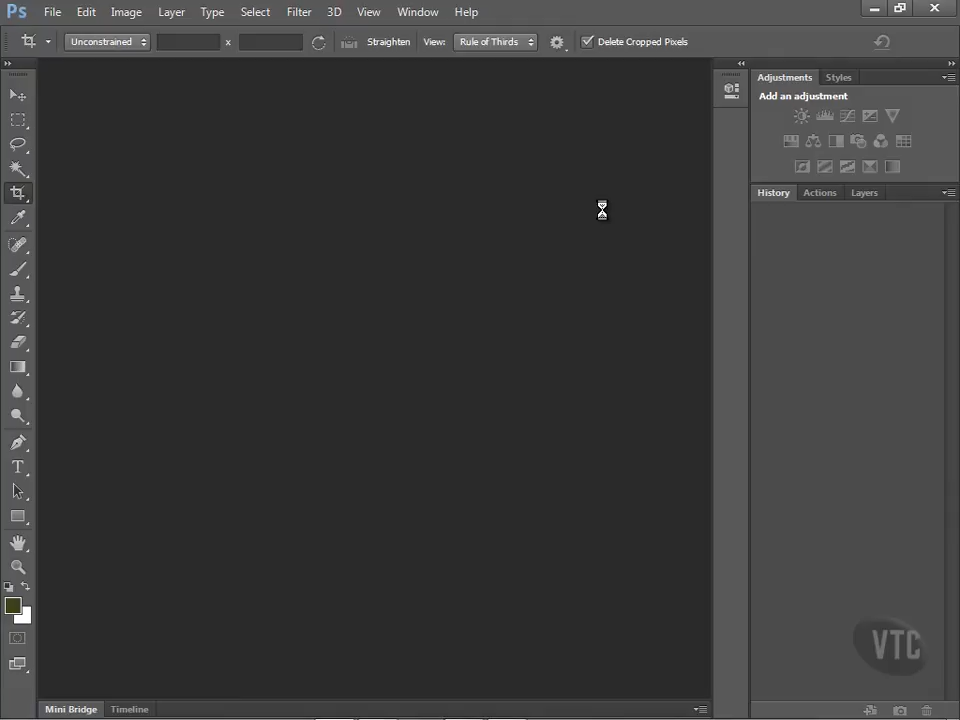 Ps File Edit Image Layer Type Select Filter 3D View Window Help
Unconstrained x Straighten View: Rule of Thirds Delete Cropped Pixels
Adjustments Styles
Add an adjustment
History Actions Layers
T
VTC
Mini Bridge Timeline